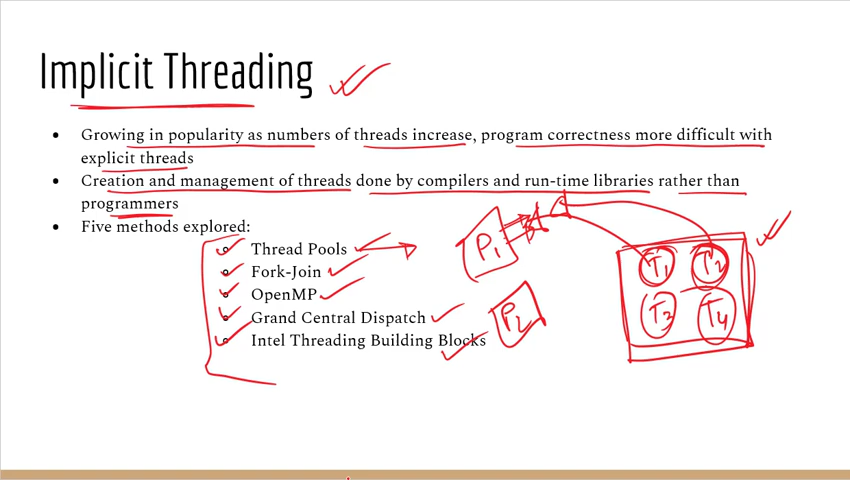 Implicit Threading
• Growing in popularity as numbers of threads increase, program correctness more difficult with
explicit threads
• Creation and management of threads done by compilers and run-time libraries rather than
programmers
• Five methods explored:
Thread Pools
Fork-Join
OpenMP
Grand Central Dispatch
Intel Threading Building Blocks
P1
P2
T1 T2
T3 T4